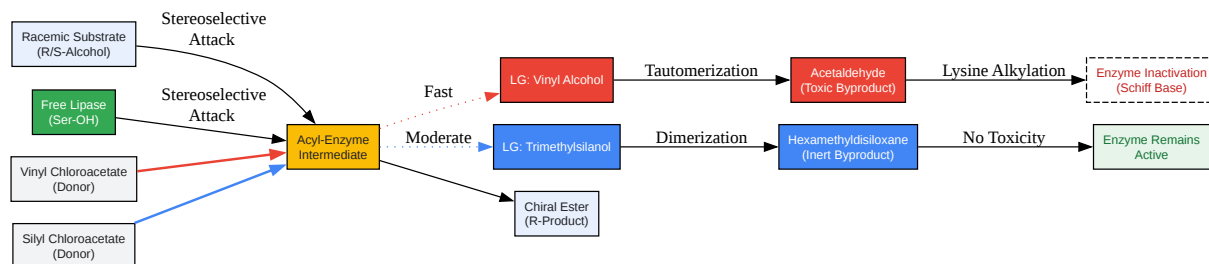 Racemic Substrate
(R/S-Alcohol)
Stereoselective
Attack
Free Lipase
(Ser-OH)
Stereoselective
Attack
Vinyl Chloroacetate
(Donor)
Silyl Chloroacetate
(Donor)
Acyl-Enzyme
Intermediate
Fast
Moderate
LG: Vinyl Alcohol
Tautomerization
Acetaldehyde
(Toxic Byproduct)
Lysine Alkylation
Enzyme Inactivation
(Schiff Base)
LG: Trimethylsilanol
Dimerization
Hexamethyldisiloxane
(Inert Byproduct)
No Toxicity
Enzyme Remains
Active
Chiral Ester
(R-Product)